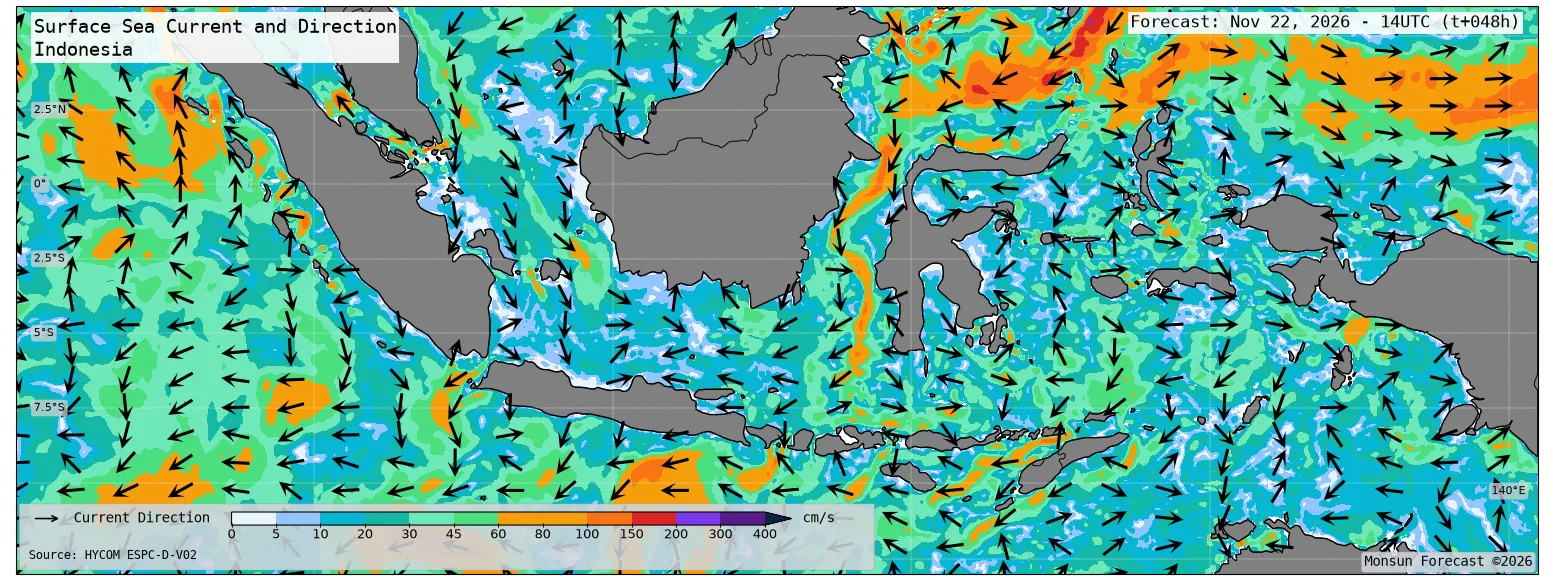 Surface Sea Current and Direction
Indonesia
Forecast: Nov 22, 2026 - 14UTC (t+048h)
2.5°N
0°
2.5°S
5°S
7.5°S
140°E
Current Direction
0 5 10 20 30 45 60 80 100 150 200 300 400
cm/s
Source: HYCOM ESPC-D-V02
Monsun Forecast ©2026